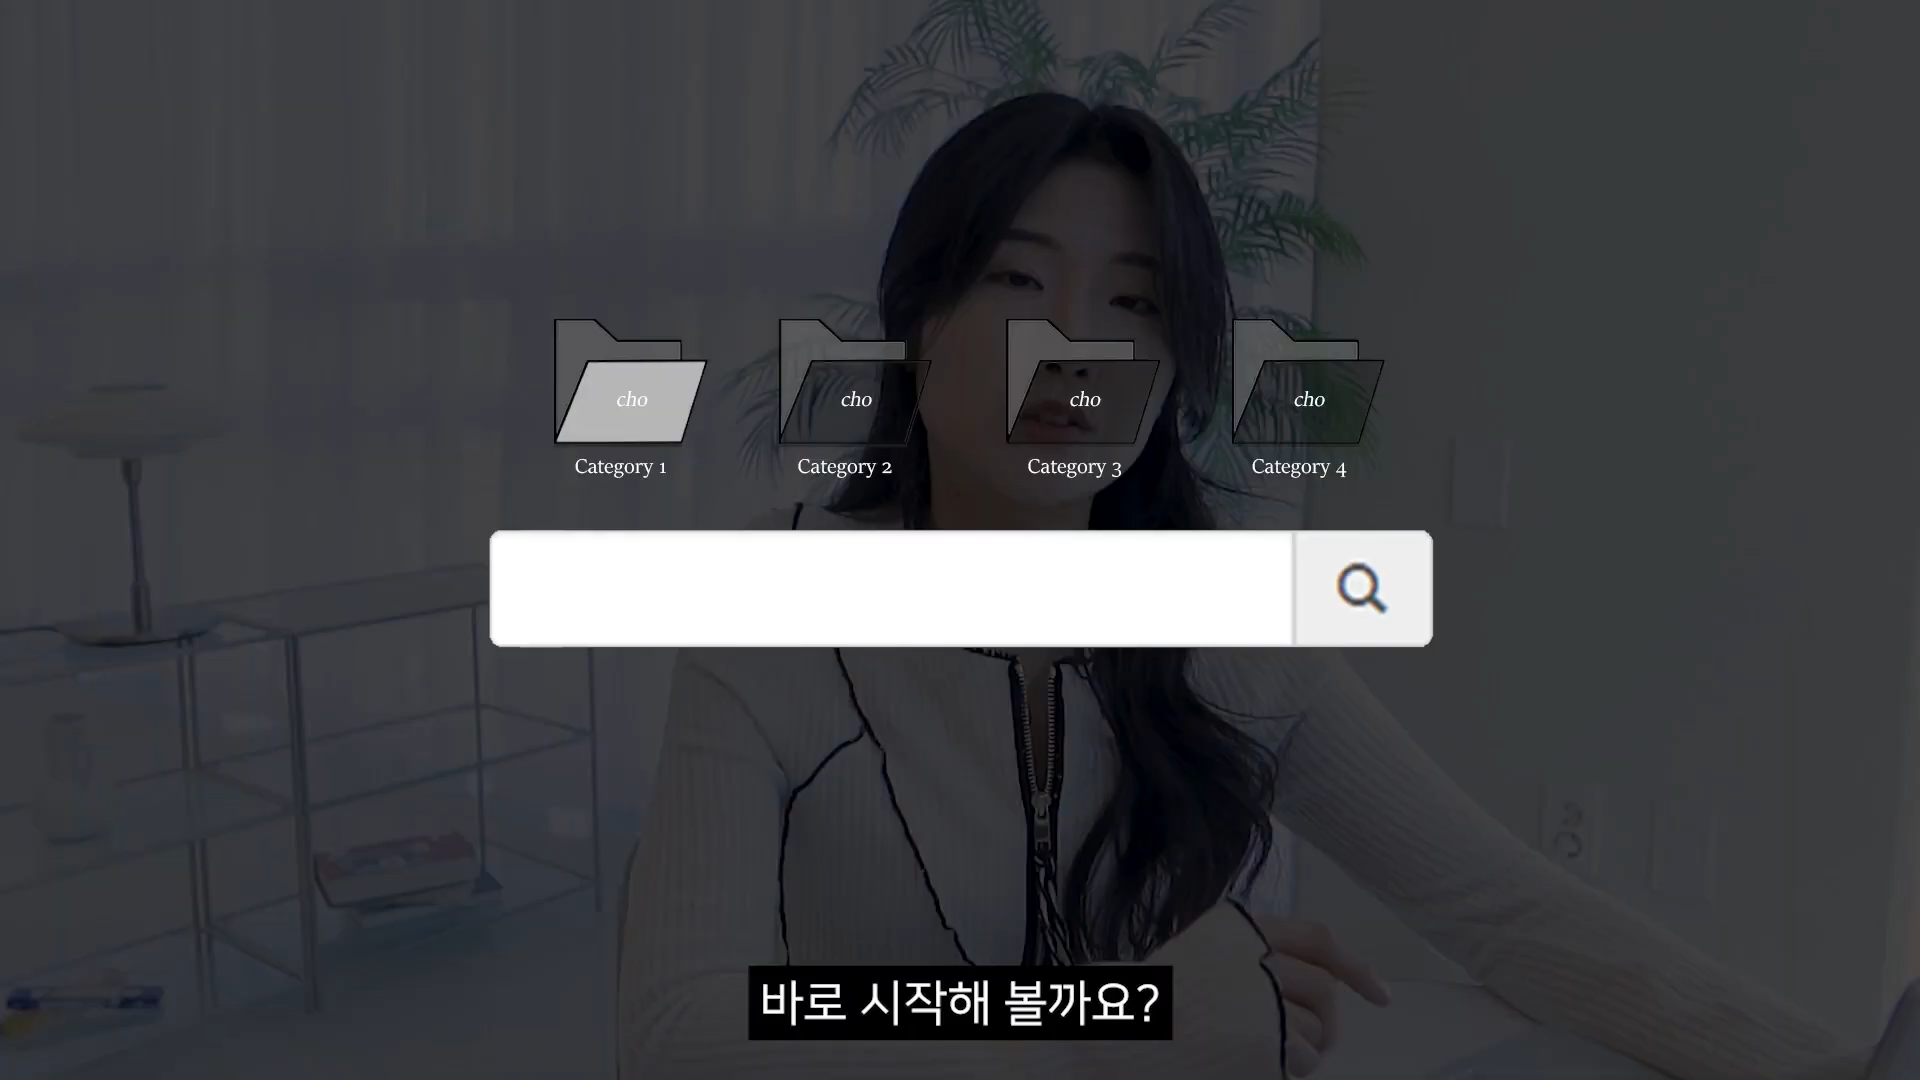 cho
cho
cho
cho
Category 1
Category 2
Category 3
Category 4
바로 시작해 볼까요?